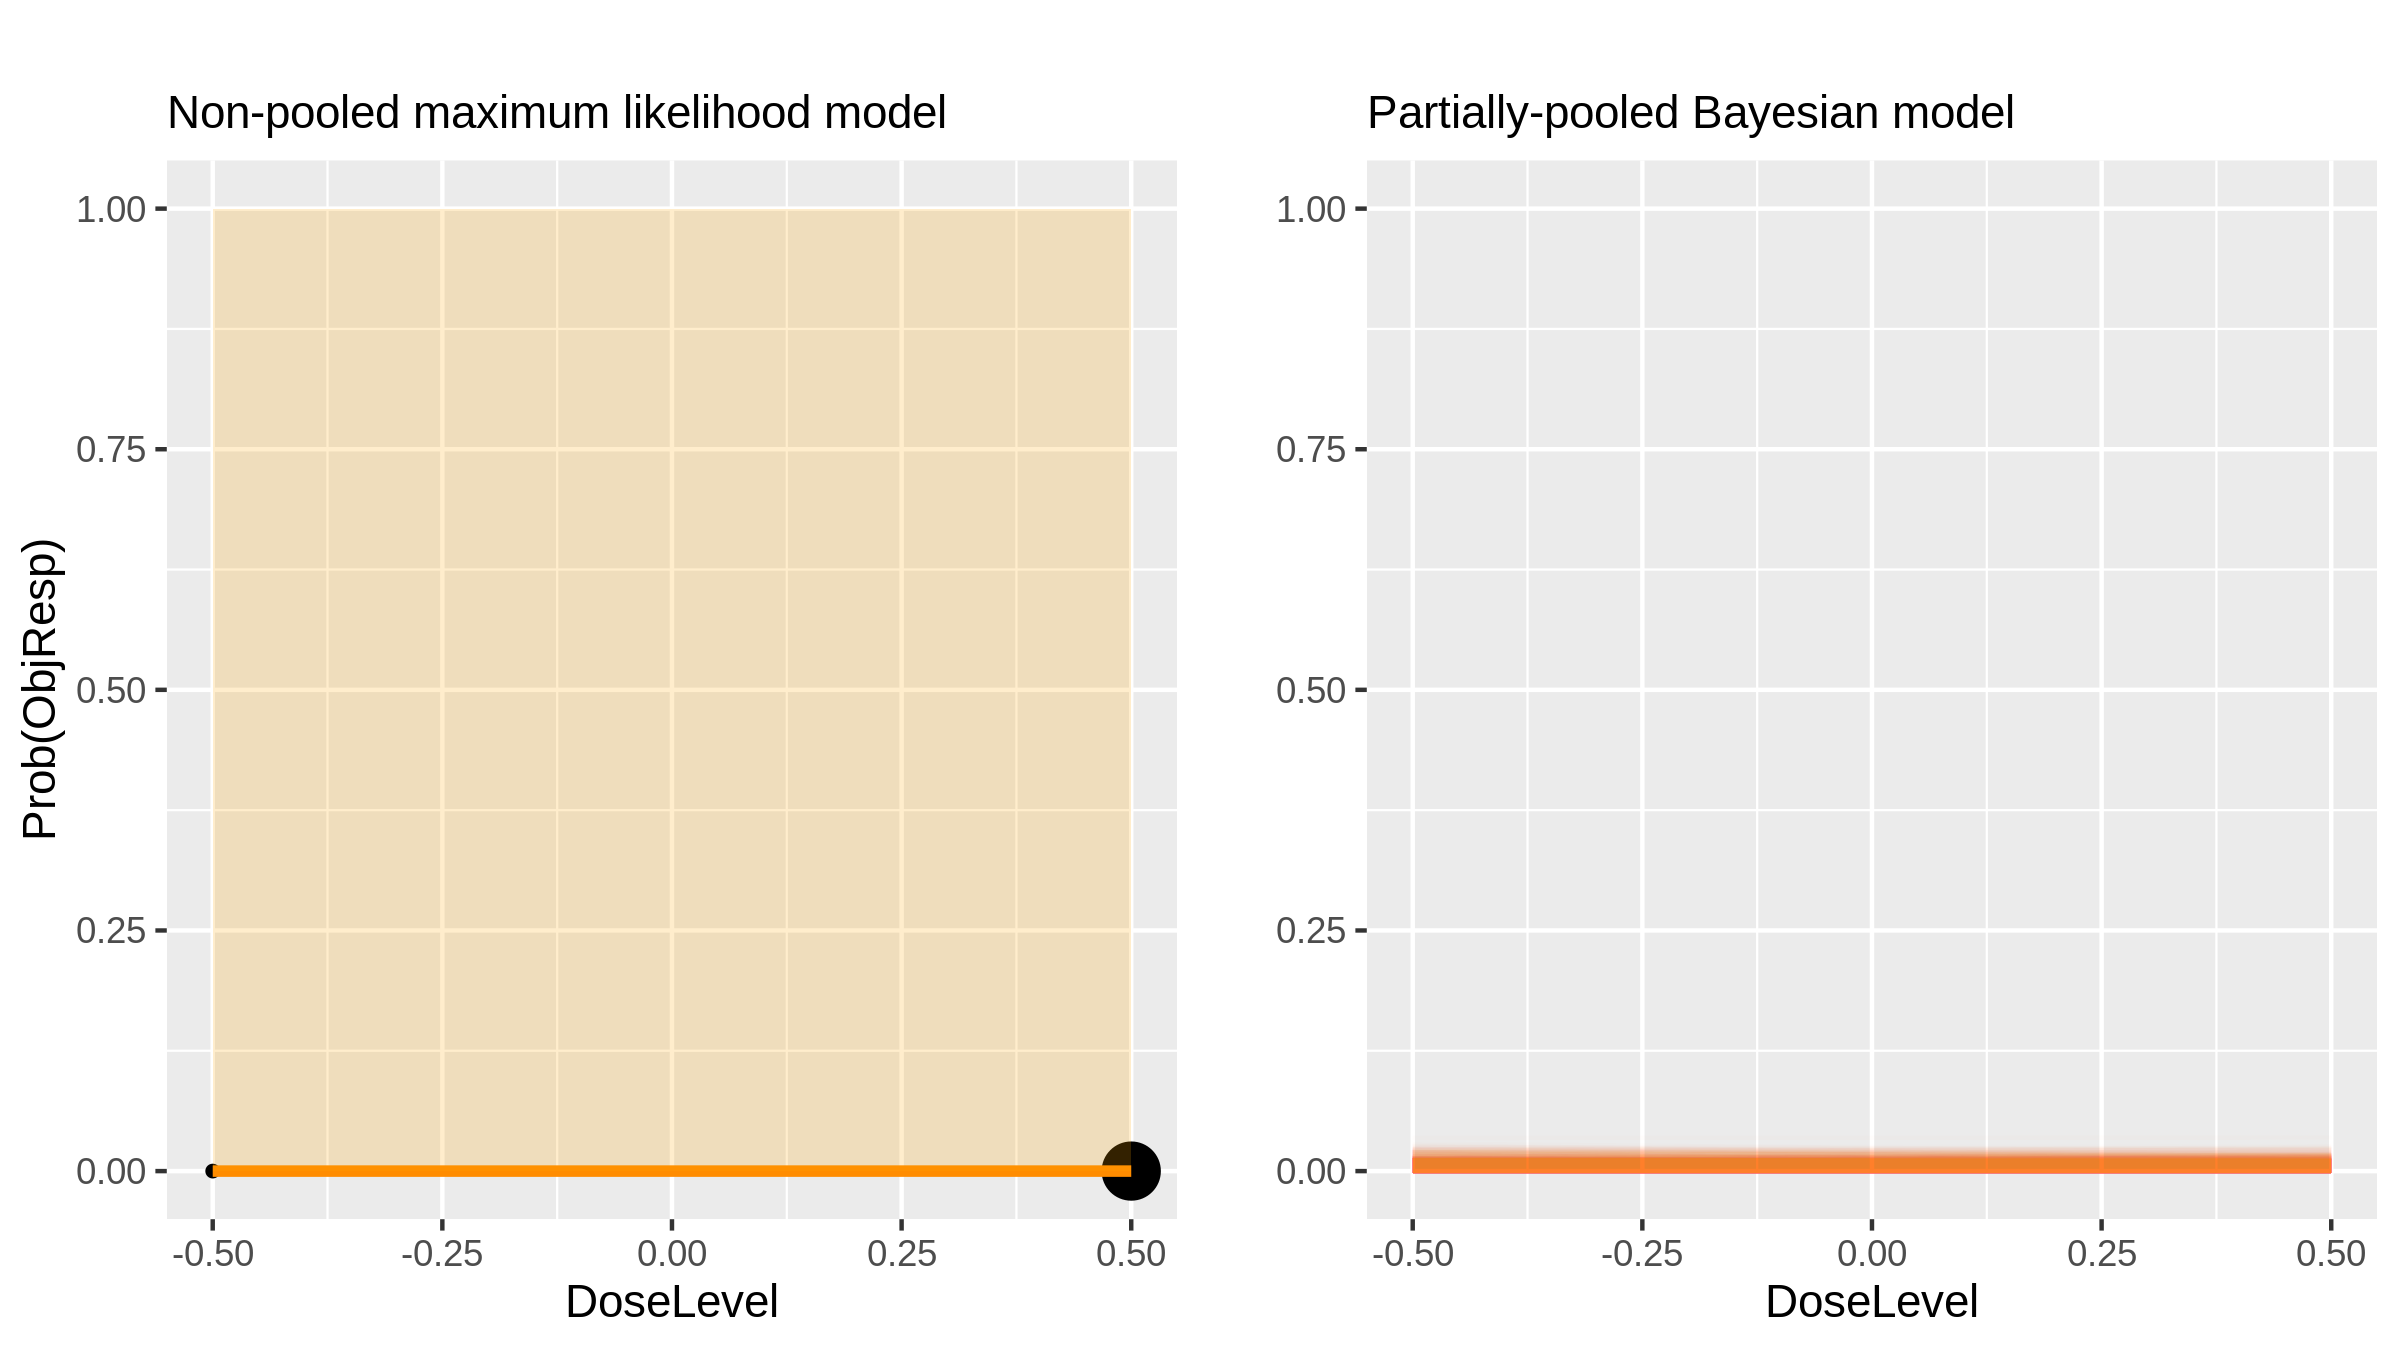 Non-pooled maximum likelihood model
Prob(ObjResp)
1.00
0.75
0.50
0.25
0.00
-0.50 -0.25 0.00 0.25 0.50
DoseLevel
Partially-pooled Bayesian model
1.00
0.75
0.50
0.25
0.00
-0.50 -0.25 0.00 0.25 0.50
DoseLevel